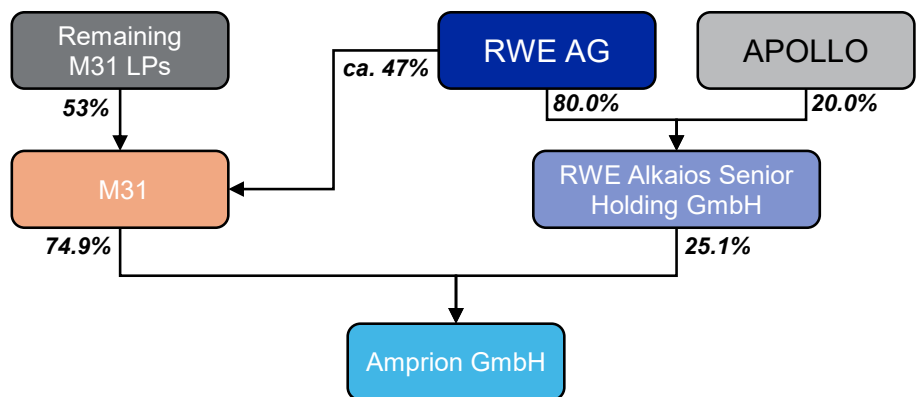 Remaining
M31 LPs
RWE AG
APOLLO
ca. 47%
53%
80.0%
20.0%
M31
RWE Alkaios Senior
Holding GmbH
74.9%
25.1%
Amprion GmbH